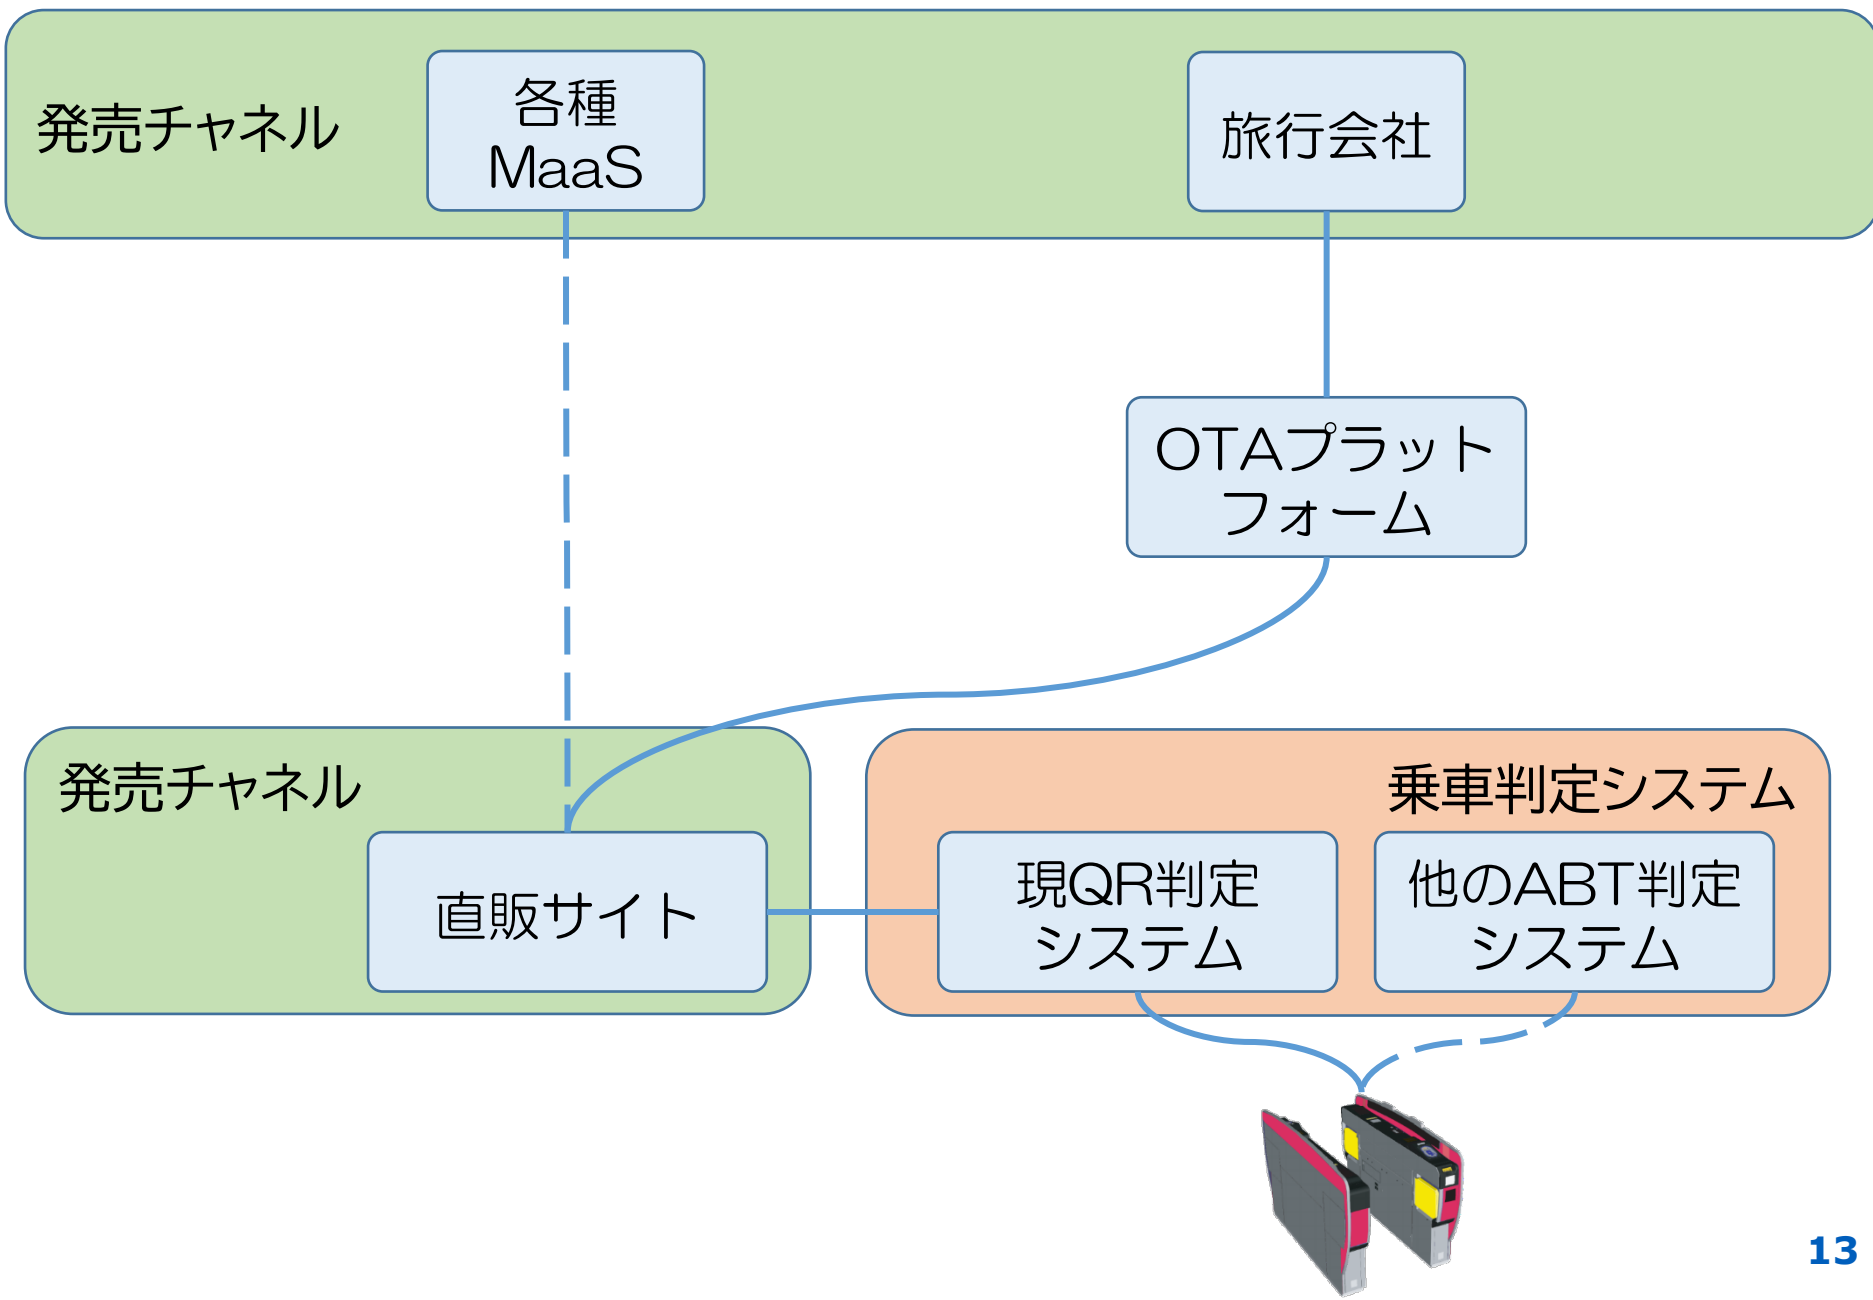 発売チャネル
各種
MaaS
旅行会社
OTAプラット
フォーム
発売チャネル
直販サイト
乗車判定システム
現QR判定
システム
他のABT判定
システム
13